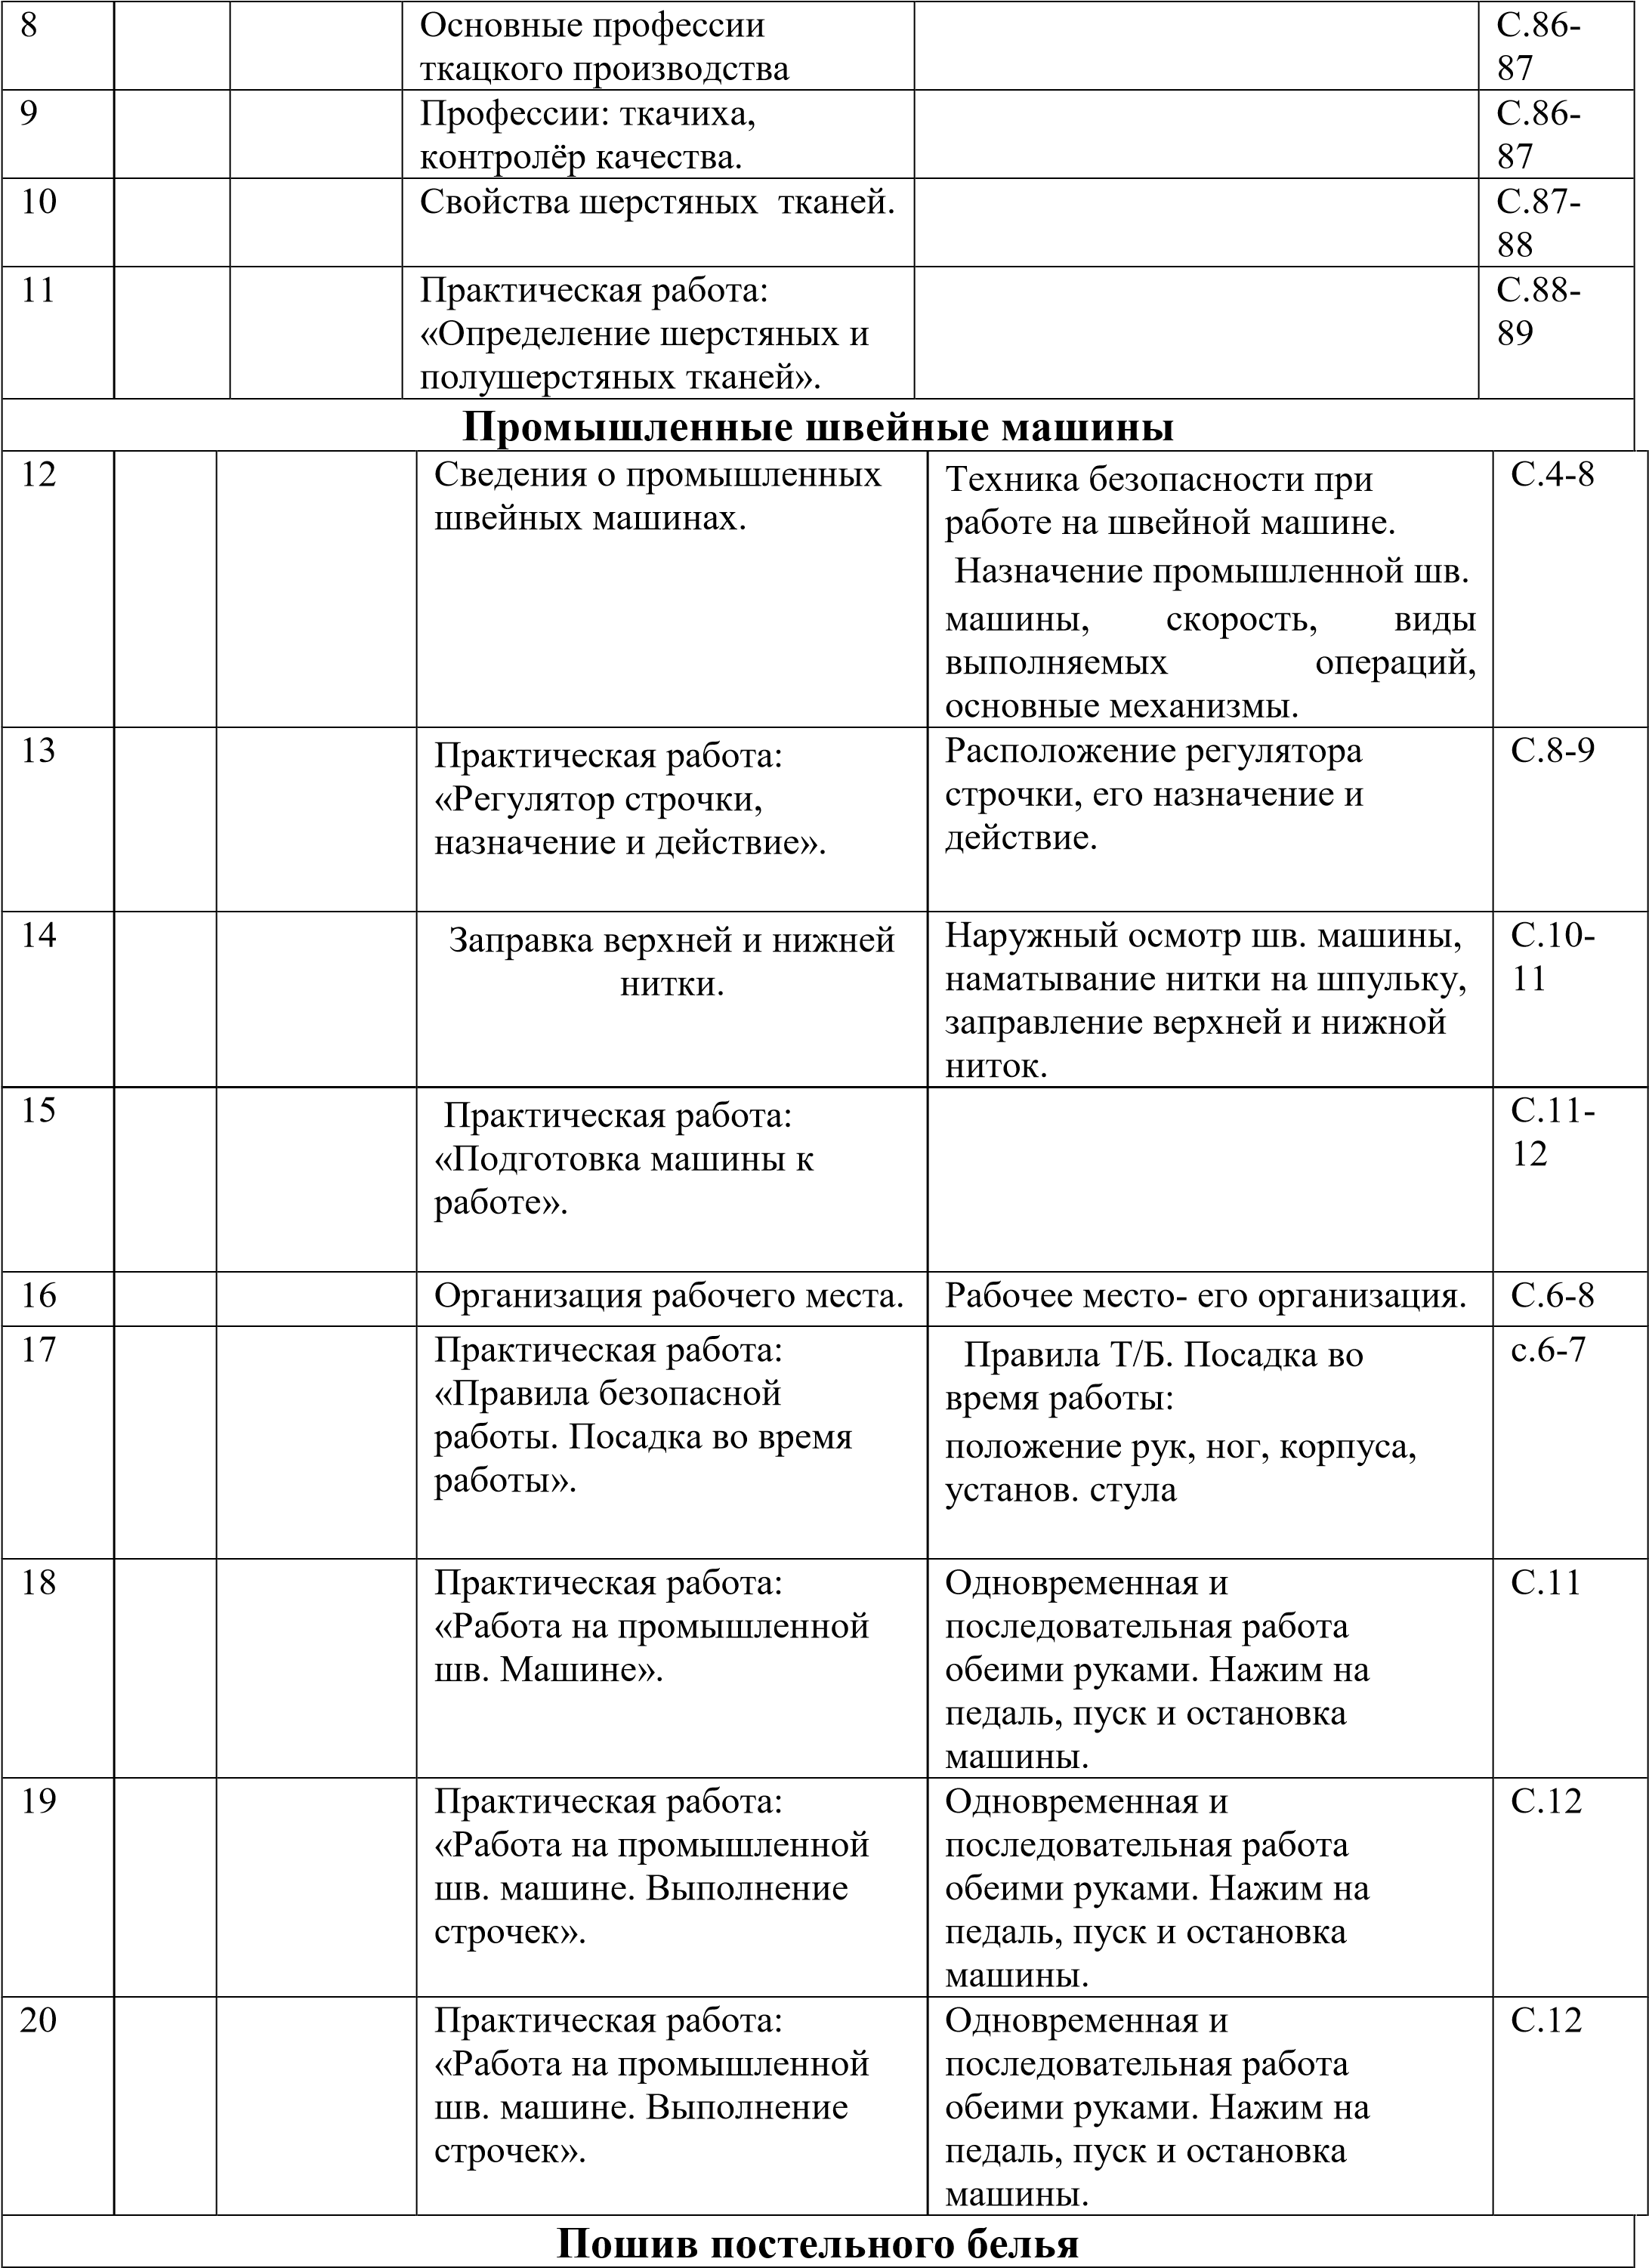 8
Основные профессии
ткацкого производства
С.86-
87
9
Профессии: ткачиха,
контролёр качества.
С.86-
87
10
Свойства шерстяных  тканей.
С.87-
88
11
Практическая работа:
«Определение шерстяных и
полушерстяных тканей».
С.88-
89
Промышленные швейные машины
12
Сведения о промышленных
швейных машинах.
Техника безопасности при
работе на швейной машине.
Назначение промышленной шв.
машины, скорость, виды
выполняемых операций,
основные механизмы.
С.4-8
13
Практическая работа:
«Регулятор строчки,
назначение и действие».
Расположение регулятора
строчки, его назначение и
действие.
С.8-9
14
Заправка верхней и нижней
нитки.
Наружный осмотр шв. машины,
наматывание нитки на шпульку,
заправление верхней и нижной
ниток.
С.10-
11
15
Практическая работа:
«Подготовка машины к
работе».
С.11-
12
16
Организация рабочего места.
Рабочее место- его организация.
С.6-8
17
Практическая работа:
«Правила безопасной
работы. Посадка во время
работы».
Правила Т/Б. Посадка во
время работы:
положение рук, ног, корпуса,
установ. стула
с.6-7
18
Практическая работа:
«Работа на промышленной
шв. Машине».
Одновременная и
последовательная работа
обеими руками. Нажим на
педаль, пуск и остановка
машины.
С.11
19
Практическая работа:
«Работа на промышленной
шв. машине. Выполнение
строчек».
Одновременная и
последовательная работа
обеими руками. Нажим на
педаль, пуск и остановка
машины.
С.12
20
Практическая работа:
«Работа на промышленной
шв. машине. Выполнение
строчек».
Одновременная и
последовательная работа
обеими руками. Нажим на
педаль, пуск и остановка
машины.
С.12
Пошив постельного белья